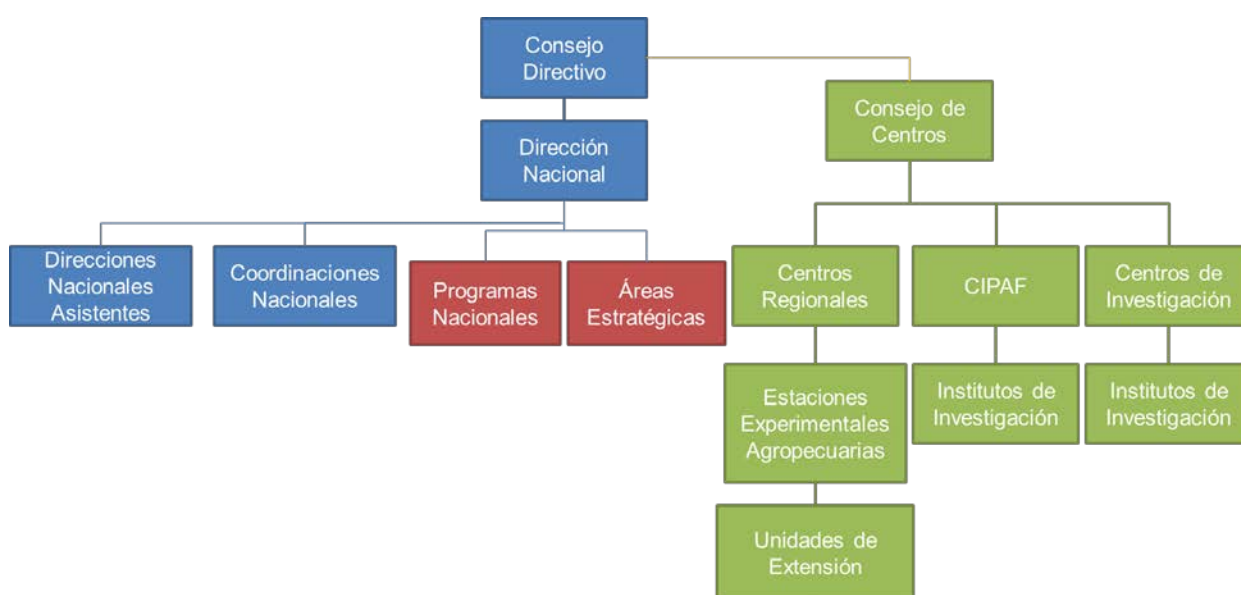 Consejo
Directivo
Consejo de
Centros
Dirección
Nacional
Direcciones
Nacionales
Asistentes
Coordinaciones
Nacionales
Programas
Nacionales
Áreas
Estratégicas
Centros
Regionales
CIPAF
Centros de
Investigación
Estaciones
Experimentales
Agropecuarias
Institutos de
Investigación
Institutos de
Investigación
Unidades de
Extensión